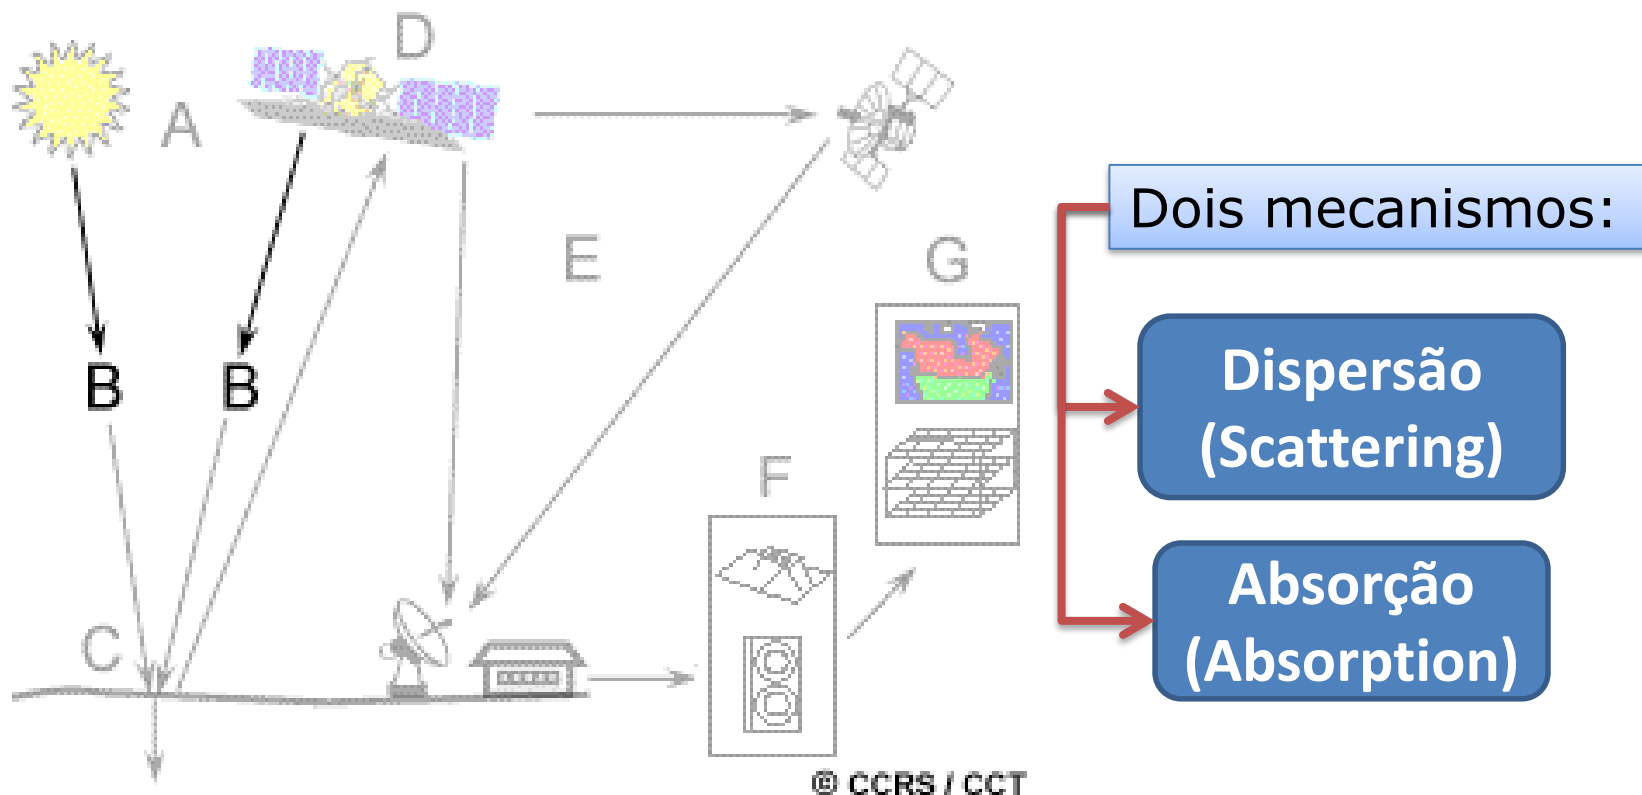 D
A
Dois mecanismos:
E
G
B
B
Dispersão
(Scattering)
F
Absorção
(Absorption)
C
© CCRS / CCT